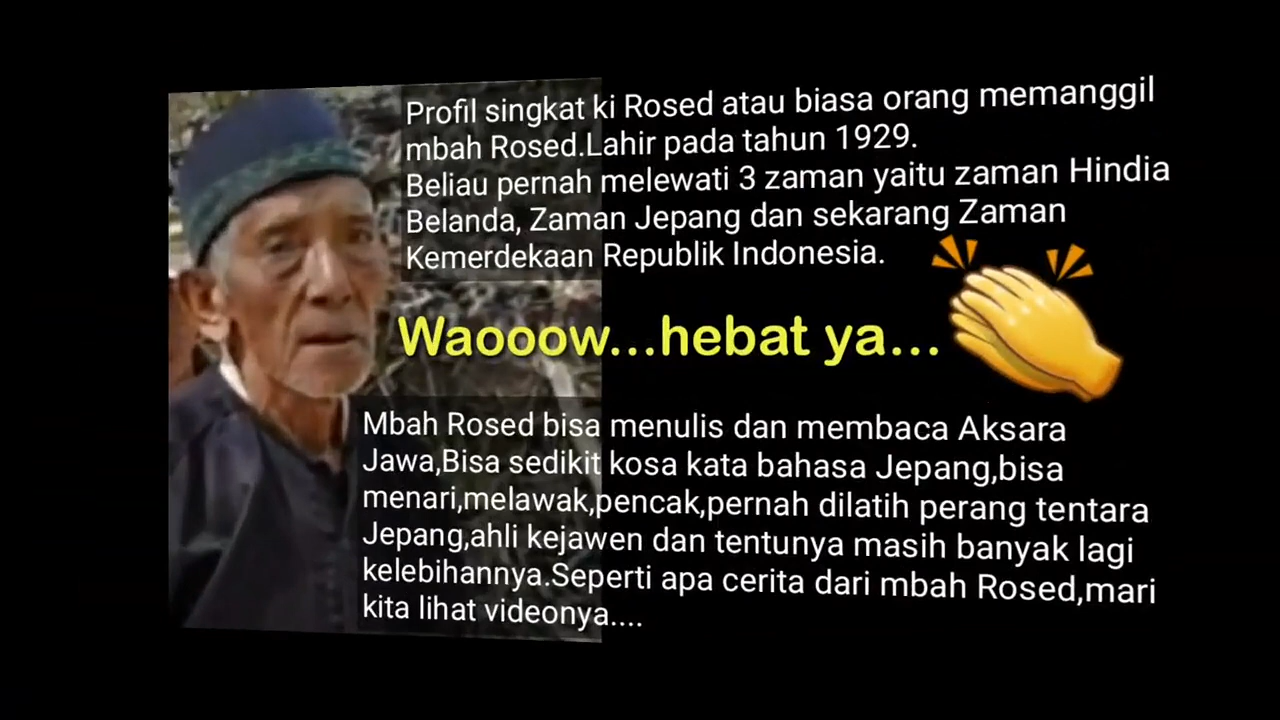 Profil singkat ki Rosed atau biasa orang memanggil
mbah Rosed.Lahir pada tahun 1929.
Beliau pernah melewati 3 zaman yaitu zaman Hindia
Belanda, Zaman Jepang dan sekarang Zaman
Kemerdekaan Republik Indonesia.
Waooow...hebat ya...
Mbah Rosed bisa menulis dan membaca Aksara
Jawa,Bisa sedikit kosa kata bahasa Jepang,bisa
menari,melawak,pencak,pernah dilatih perang tentara
Jepang,ahli kejawen dan tentunya masih banyak lagi
kelebihannya.Seperti apa cerita dari mbah Rosed,mari
kita lihat videonya....